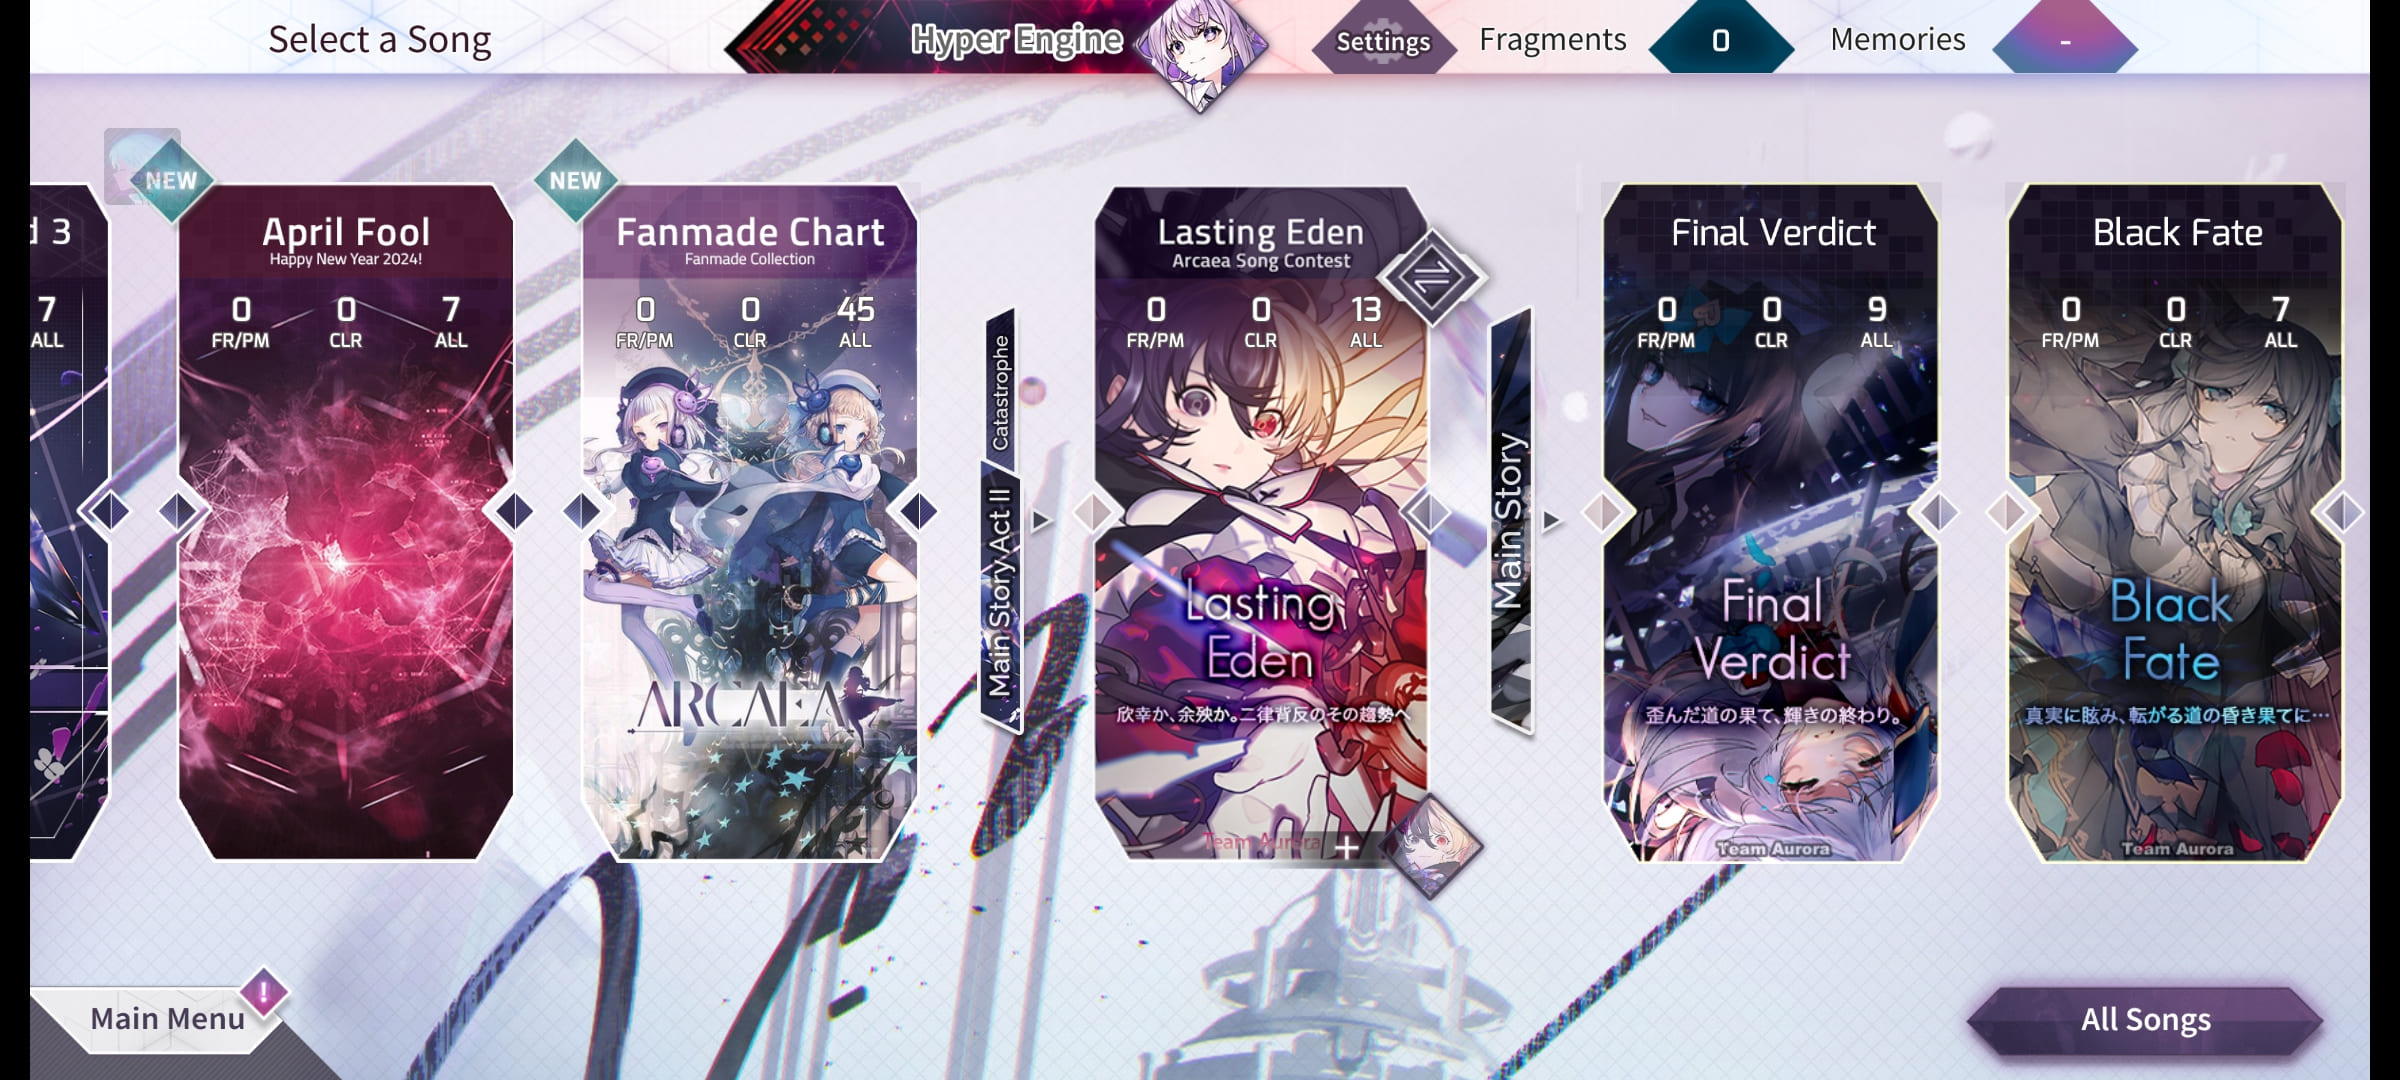 Select a Song
Hyper Engine
Settings
Fragments
0
Memories
-
d 3
7
ALL
NEW
April Fool
Happy New Year 2024!
0
FR/PM
0
CLR
7
ALL
NEW
Fanmade Chart
Fanmade Collection
0
FR/PM
0
CLR
45
ALL
ARCAEA
Catastrophe
Main Story Act II
Lasting Eden
Arcaea Song Contest
0
FR/PM
0
CLR
13
ALL
Lasting
Eden
欣幸か、余殃か。二律背反のその趨勢へ
Team Aurora
+
Main Story
Final Verdict
0
FR/PM
0
CLR
9
ALL
Final
Verdict
歪んだ道の果て、輝きの終わり。
Team Aurora
Black Fate
0
FR/PM
0
CLR
7
ALL
Black
Fate
真実に眩み、転がる道の昏き果てに…
Team Aurora
Main Menu
!
All Songs